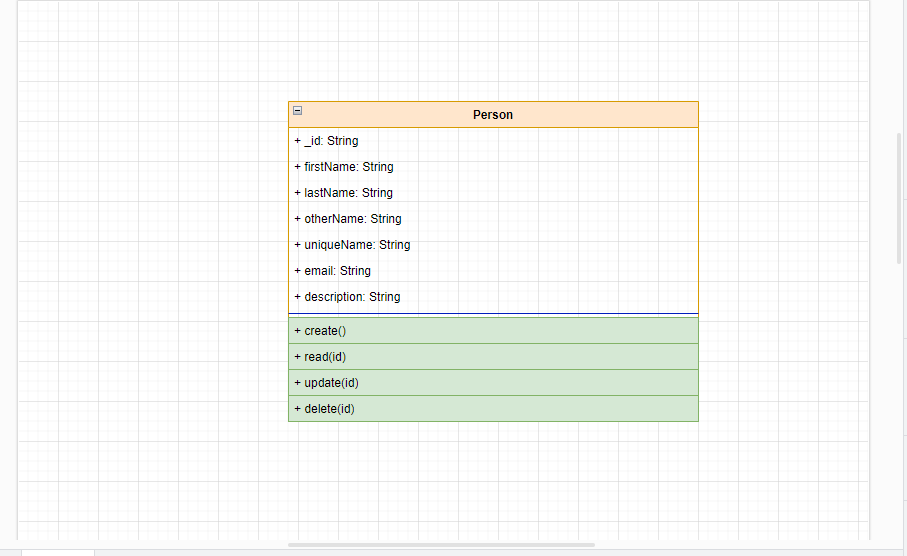 Person
+ _id: String
+ firstName: String
+ lastName: String
+ otherName: String
+ uniqueName: String
+ email: String
+ description: String
+ create()
+ read(id)
+ update(id)
+ delete(id)